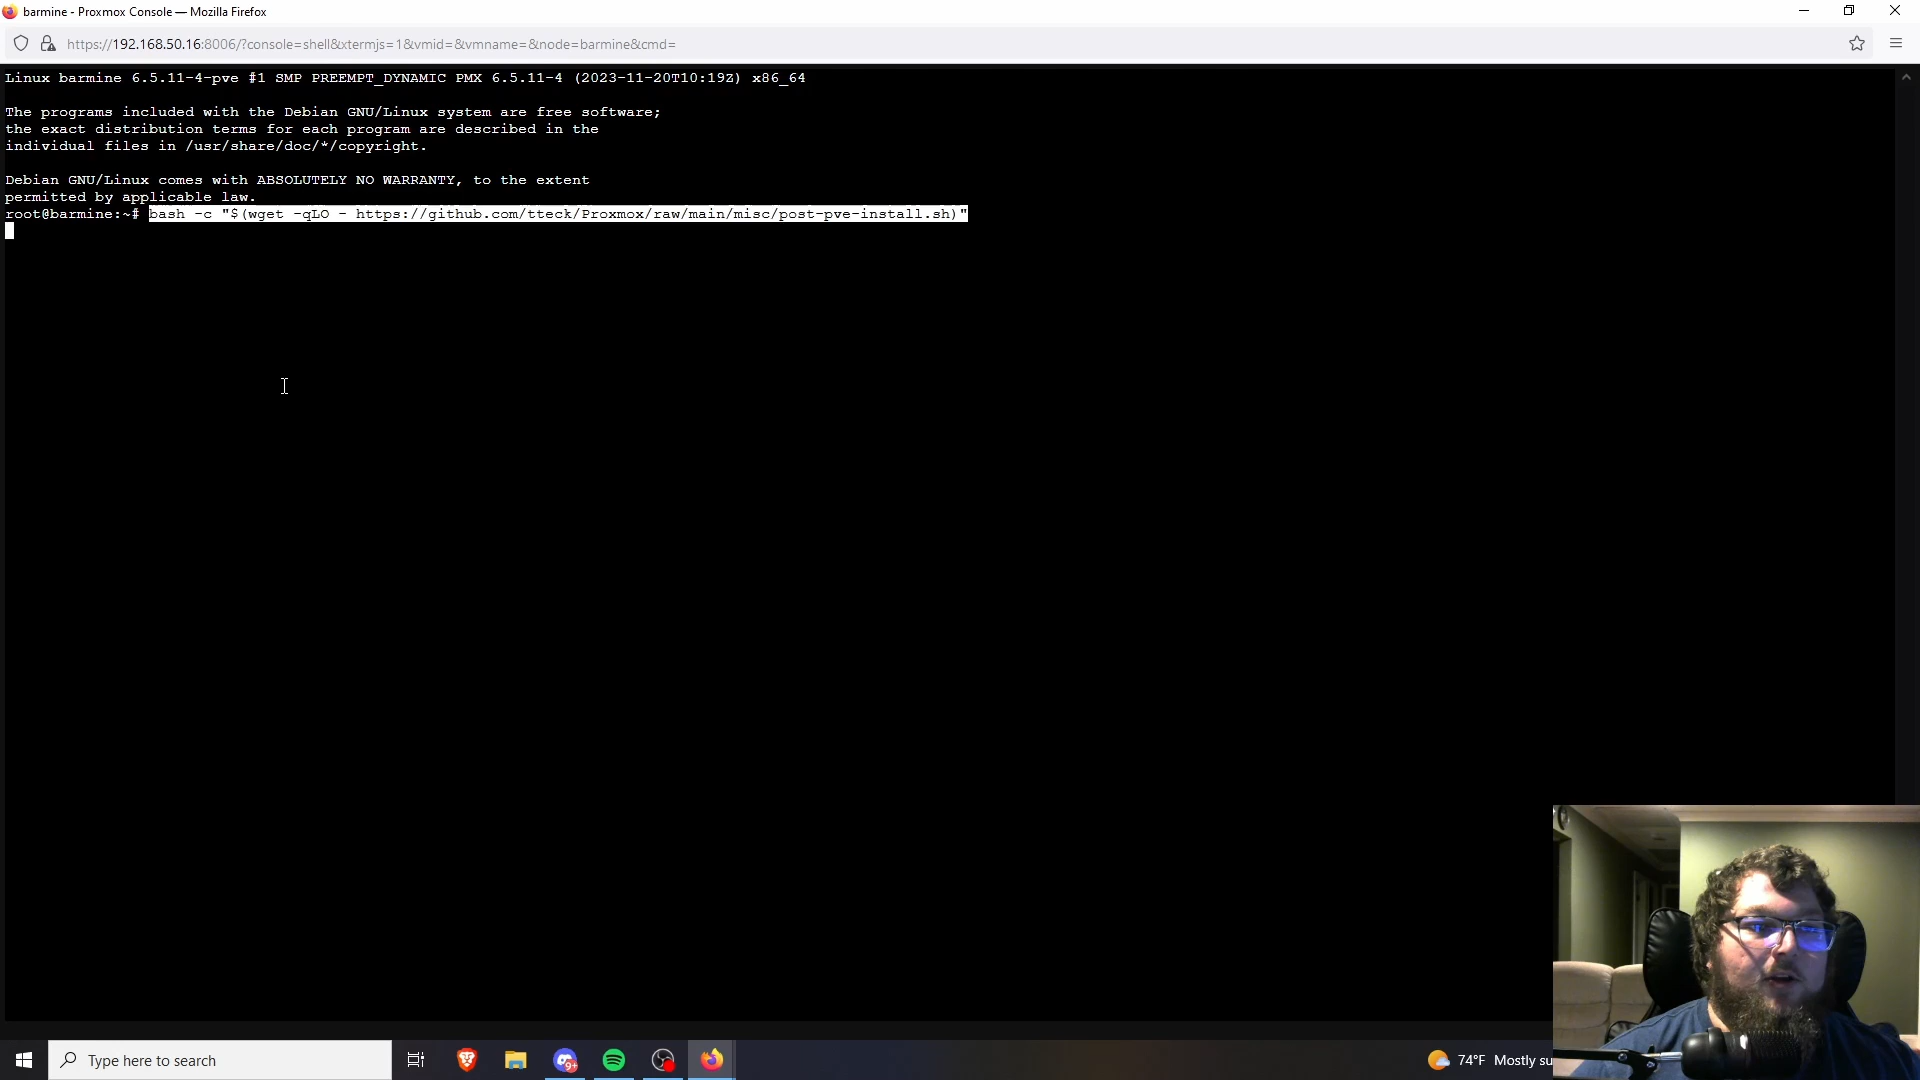 barmine - Proxmox Console — Mozilla Firefox
https://192.168.50.16:8006/?console=shell&xtermjs=1&vmid=&vmname=&node=barmine&cmd=
Linux barmine 6.5.11-4-pve #1 SMP PREEMPT_DYNAMIC PMX 6.5.11-4 (2023-11-20T10:19Z) x86_64
The programs included with the Debian GNU/Linux system are free software;
the exact distribution terms for each program are described in the
individual files in /usr/share/doc/*/copyright.
Debian GNU/Linux comes with ABSOLUTELY NO WARRANTY, to the extent
permitted by applicable law.
root@barmine:~# bash -c "$(wget -qLO - https://github.com/tteck/Proxmox/raw/main/misc/post-pve-install.sh)"
Type here to search
9+
74°F Mostly su